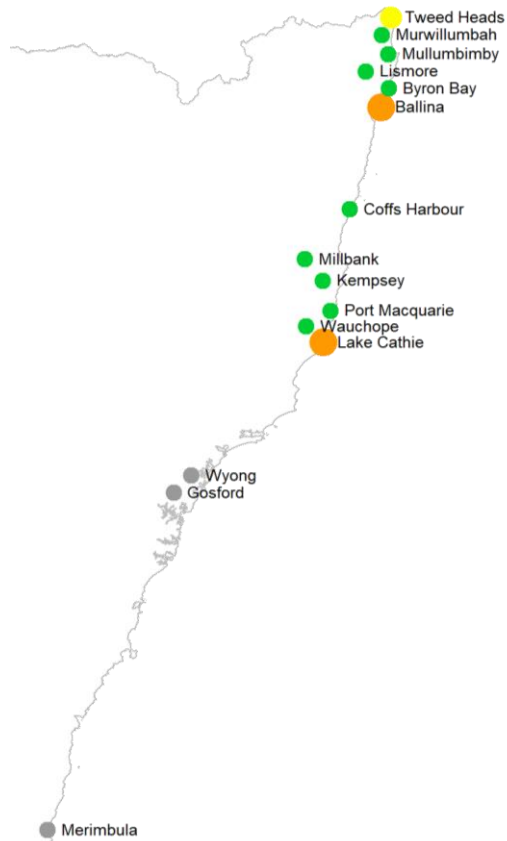 Tweed Heads
Murwillumbah
Mullumbimby
Lismore
Byron Bay
Ballina
Coffs Harbour
Millbank
Kempsey
Port Macquarie
Wauchope
Lake Cathie
Wyong
Gosford
Merimbula